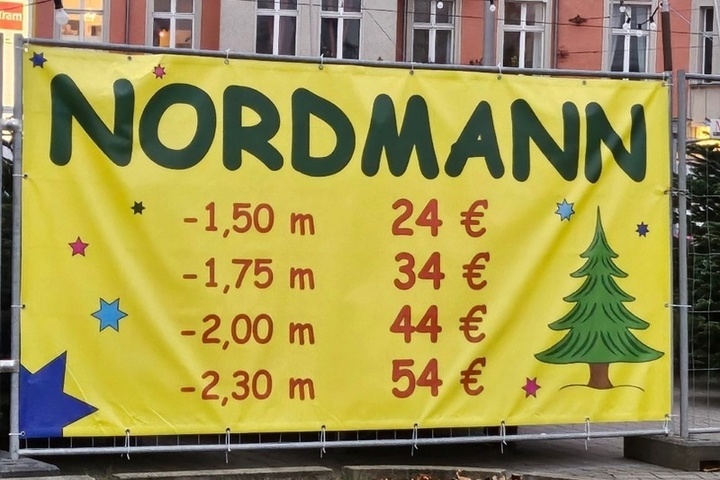 NORDMANN
-1,50 m 24 €
-1,75 m 34 €
-2,00 m 44 €
-2,30 m 54 €